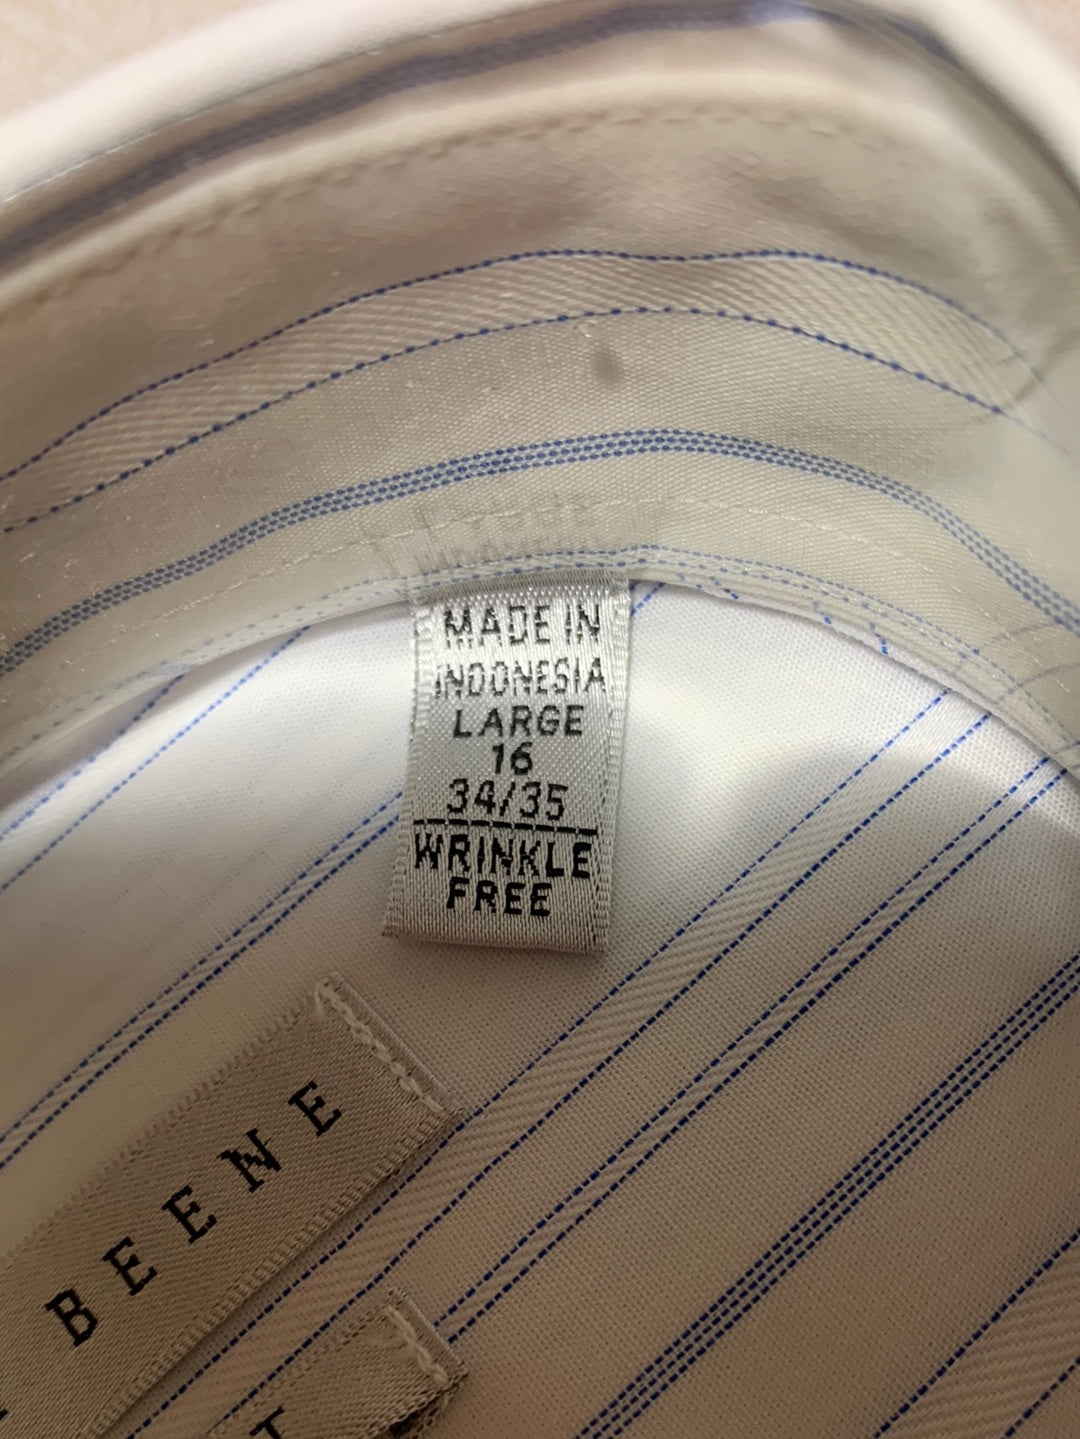 MADE IN
INDONESIA
LARGE
16
34/35
WRINKLE
FREE
BEENE